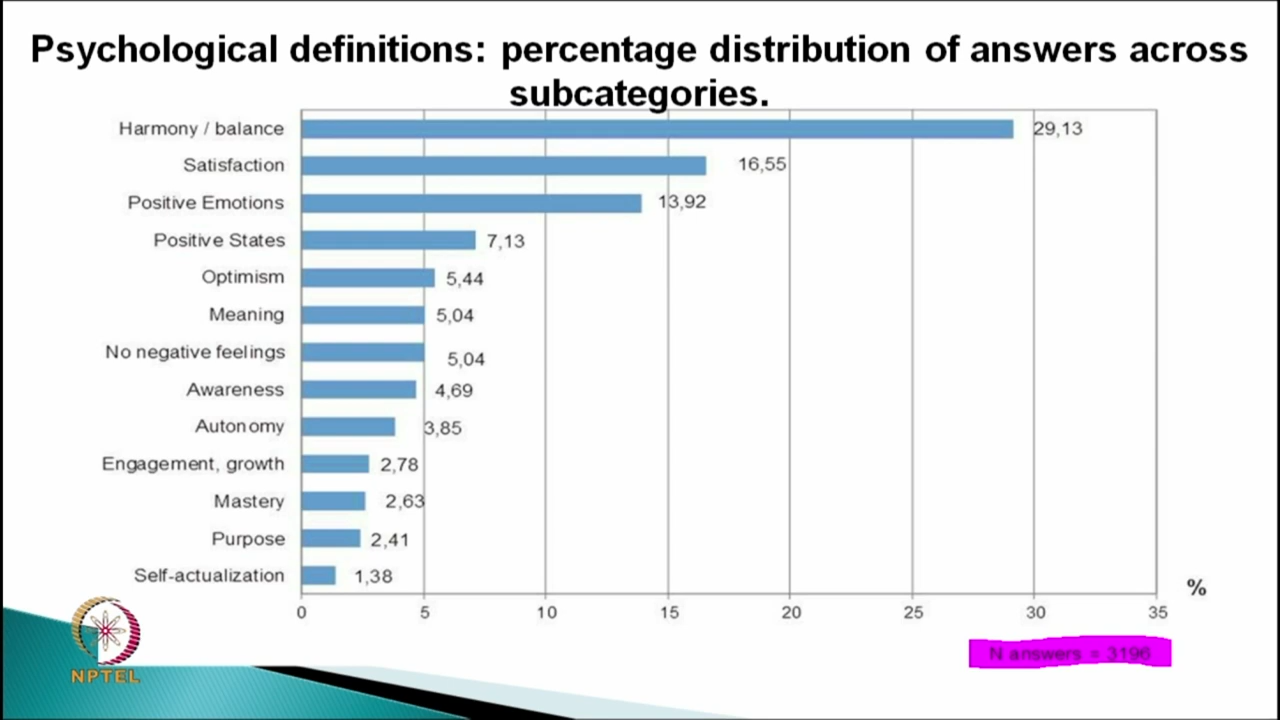 Psychological definitions: percentage distribution of answers across
subcategories.
Harmony / balance 29,13
Satisfaction 16,55
Positive Emotions 13,92
Positive States 7,13
Optimism 5,44
Meaning 5,04
No negative feelings 5,04
Awareness 4,69
Autonomy 3,85
Engagement, growth 2,78
Mastery 2,63
Purpose 2,41
Self-actualization 1,38
%
0 5 10 15 20 25 30 35
N answers = 3196
NPTEL